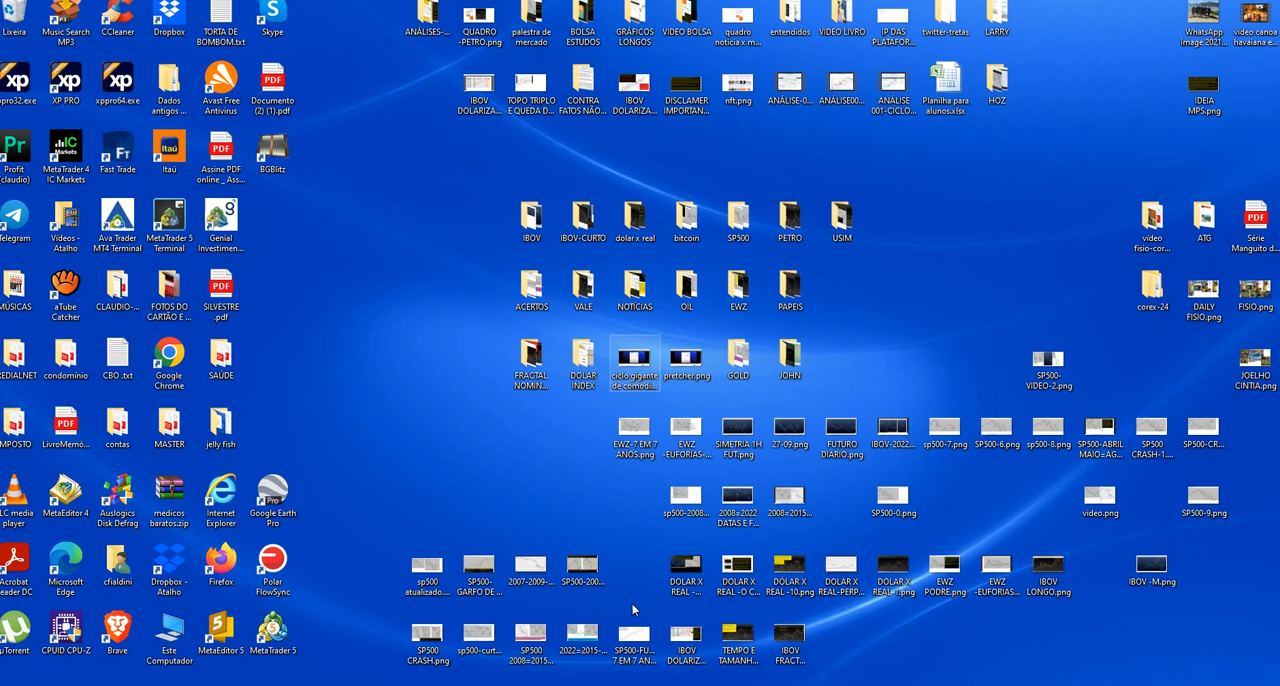 Lixeira
Music Search
MP3
CCleaner
Dropbox
TORTA DE
BOMBOM.txt
Skype
ANÁLISES-...
QUADRO
-PETRO.png
palestra de
mercado
BOLSA
ESTUDOS
GRÁFICOS
LONGOS
VIDEO BOLSA
quadro
noticia x m...
entendidos
VIDEO LIVRO
IP DAS
PLATAFOR...
twitter-tretas
LARRY
WhatsApp
Image 2021...
video canoa
havaiana e...
xppro32.exe
XP PRO
xppro64.exe
Dados
antigos ...
Avast Free
Antivirus
Documento
(2) (1).pdf
IBOV
DOLARIZA...
TOPO TRIPLO
E QUEDA D...
CONTRA
FATOS NÃO...
IBOV
DOLARIZA...
DISCLAMER
IMPORTAN...
nft.png
ANÁLISE-0...
ANÁLISE00...
ANÁLISE
001-CICLO...
Planilha para
alunos.xlsx
HOZ
IDEIA
MPS.png
Profit
(claudio)
MetaTrader 4
IC Markets
Fast Trade
Itaú
Assine PDF
online _ Ass...
BGBlitz
Telegram
Vídeos -
Atalho
Ava Trader
MT4 Terminal
MetaTrader 5
Terminal
Genial
Investimen...
IBOV
IBOV-CURTO
dolar x real
bitcoin
SP500
PETRO
USIM
vídeo
fisio-cor...
ATG
Série
Manguito d...
MÚSICAS
aTube
Catcher
CLAUDIO-...
FOTOS DO
CARTÃO E ...
SILVESTRE
.pdf
ACERTOS
VALE
NOTÍCIAS
OIL
EWZ
PAPEIS
corex-24
DAILY
FISIO.png
FISIO.png
REDIALNET
condomínio
CBO .txt
Google
Chrome
SAÚDE
FRACTAL
NOMIN...
DOLAR
INDEX
ciclo gigante
de comodi...
pretcher.png
GOLD
JOHN
SP500-
VIDEO-2.png
JOELHO
CINTIA.png
IMPOSTO
LivroMemó...
contas
MASTER
jelly fish
EWZ-7 EM 7
ANOS.png
EWZ
-EUFORIAS-...
SIMETRIA 1H
FUT.png
27-09.png
FUTURO
DIARIO.png
IBOV-2022...
sp500-7.png
SP500-6.png
sp500-8.png
SP500-ABRIL
MAIO=AG...
SP500
CRASH-1....
SP500-CR...
VLC media
player
MetaEditor 4
Auslogics
Disk Defrag
medicos
baratos.zip
Internet
Explorer
Google Earth
Pro
sp500-2008...
2008=2022
DATAS E F...
2008=2015...
SP500-0.png
video.png
SP500-9.png
Acrobat
Reader DC
Microsoft
Edge
cfialdini
Dropbox -
Atalho
Firefox
Polar
FlowSync
sp500
atualizado....
SP500-
GARFO DE ...
2007-2009-...
SP500-200...
DOLAR X
REAL -...
DOLAR X
REAL -O C...
DOLAR X
REAL -10.png
DOLAR X
REAL-PERP...
DOLAR X
REAL-1.png
EWZ
PODRE.png
EWZ
-EUFORIAS...
IBOV
LONGO.png
IBOV -M.png
µTorrent
CPUID CPU-Z
Brave
Este
Computador
MetaEditor 5
MetaTrader 5
SP500
CRASH.png
sp500-curt...
SP500
2008=2015...
2022=2015-...
SP500-FU...
7 EM 7 AN...
IBOV
DOLARIZ...
TEMPO E
TAMANH...
IBOV
FRACT...